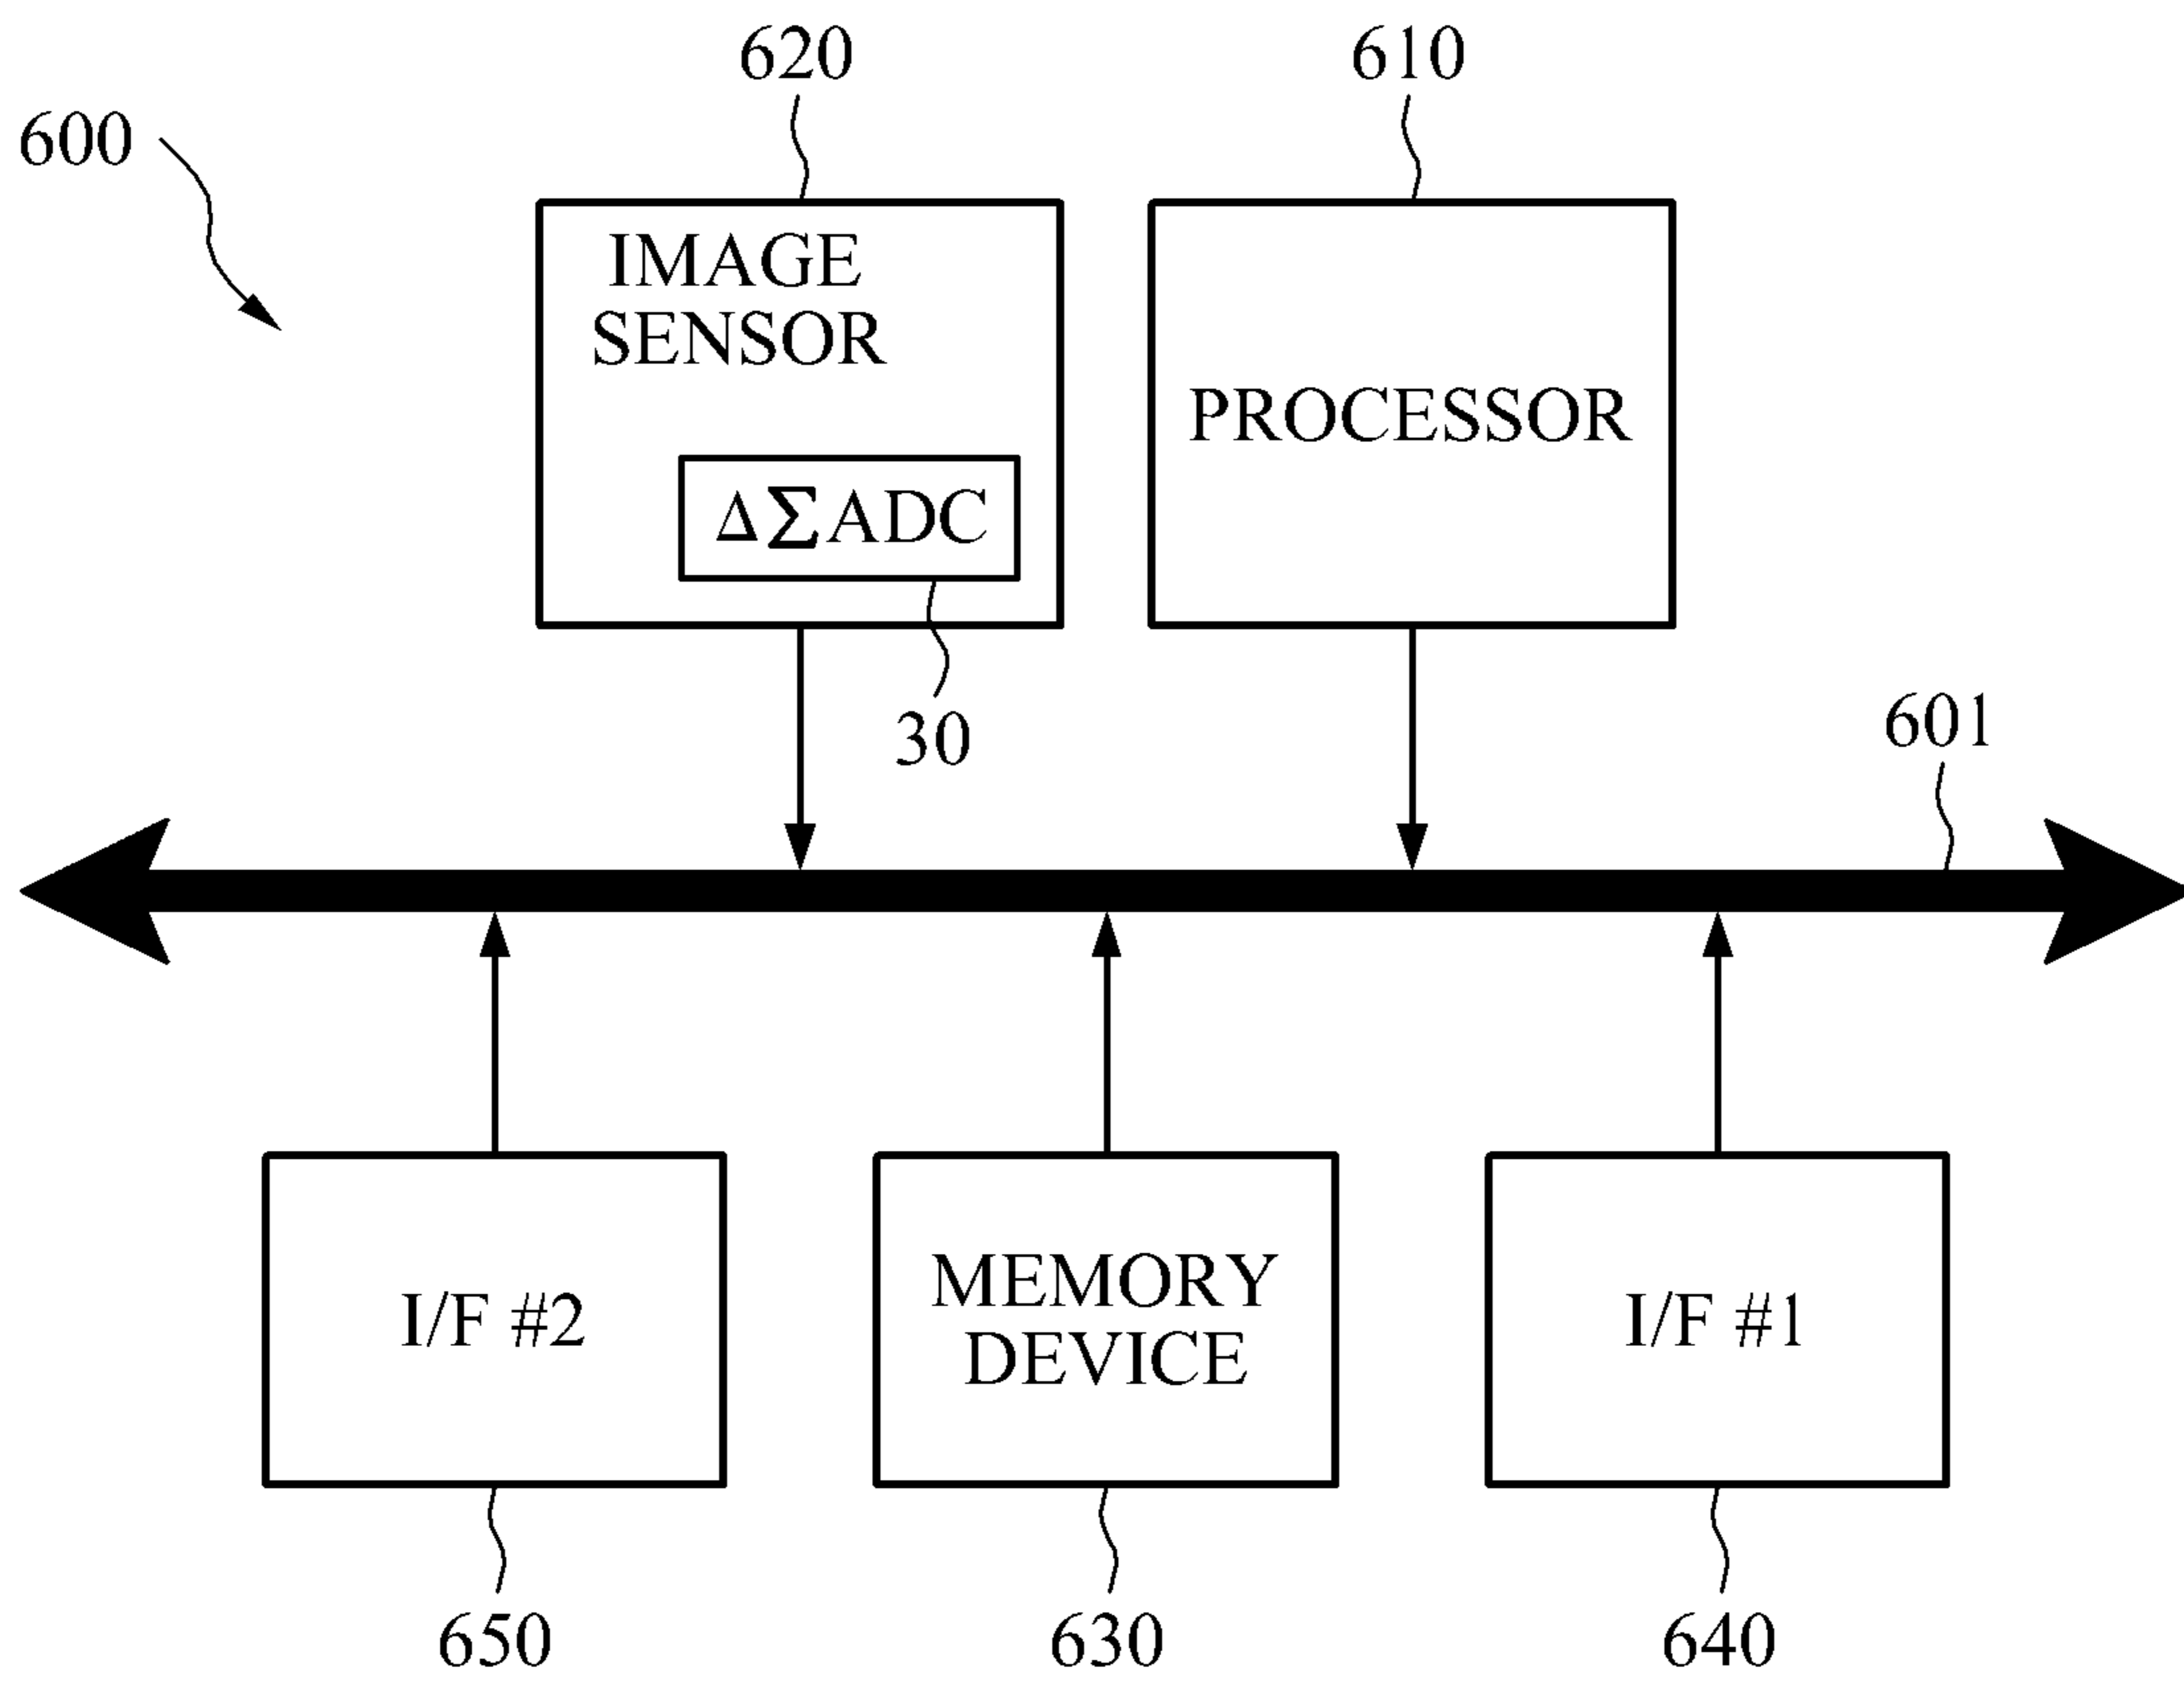 620
610
600
IMAGE
SENSOR
PROCESSOR
ΔΣADC
30
601
I/F #2
MEMORY
DEVICE
I/F #1
650
630
640